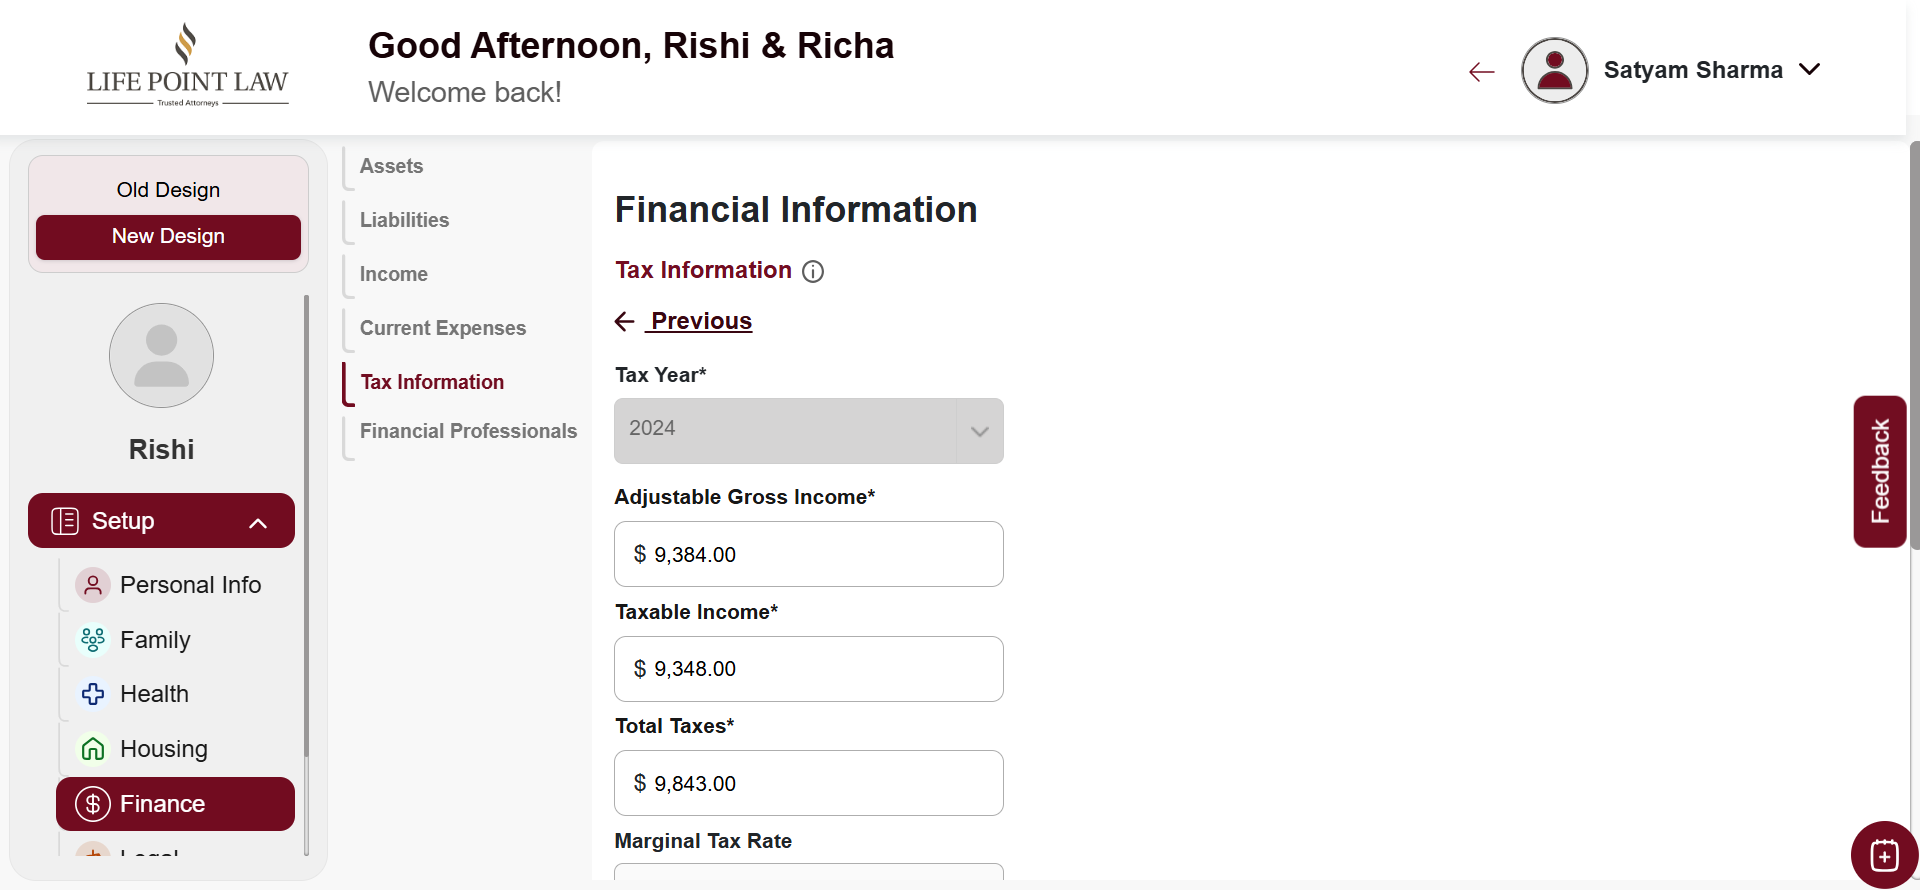 LIFE POINT LAW
Trusted Attorneys
Good Afternoon, Rishi & Richa
Welcome back!
Satyam Sharma
Old Design
New Design
Rishi
Setup
Personal Info
Family
Health
Housing
Finance
Legal
Assets
Liabilities
Income
Current Expenses
Tax Information
Financial Professionals
Financial Information
Tax Information
Previous
Tax Year*
2024
Adjustable Gross Income*
$ 9,384.00
Taxable Income*
$ 9,348.00
Total Taxes*
$ 9,843.00
Marginal Tax Rate
Feedback